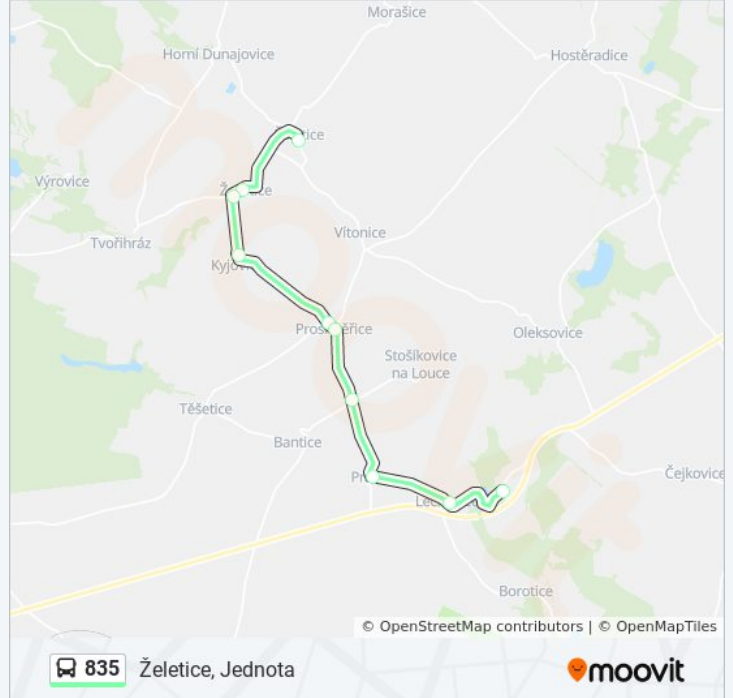 Morašice
Horní Dunajovice
Hostěradice
Výrovice
Vítonice
Tvořihráz
Oleksovice
Stošíkovice
na Louce
Těšetice
Bantice
Čejkovice
Borotice
© OpenStreetMap contributors | © OpenMapTiles
835 Želetice, Jednota
moovit